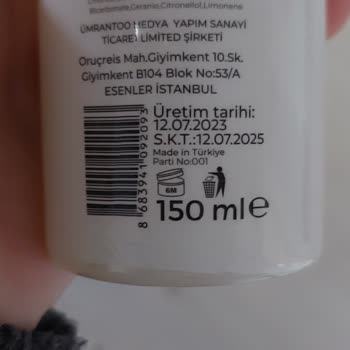 Bicarbonate,Geranio,Citronellol,Limonene
ÜMRANTOO MEDYA YAPIM SANAYİ
TİCARET LİMİTED ŞİRKETİ
Oruçreis Mah.Giyimkent 10.Sk.
Giyimkent B104 Blok No:53/A
ESENLER İSTANBUL
Üretim tarihi:
12.07.2023
S.K.T.:12.07.2025
Made in Türkiye
Parti No:001
6M
150 ml e
8 683941 092093